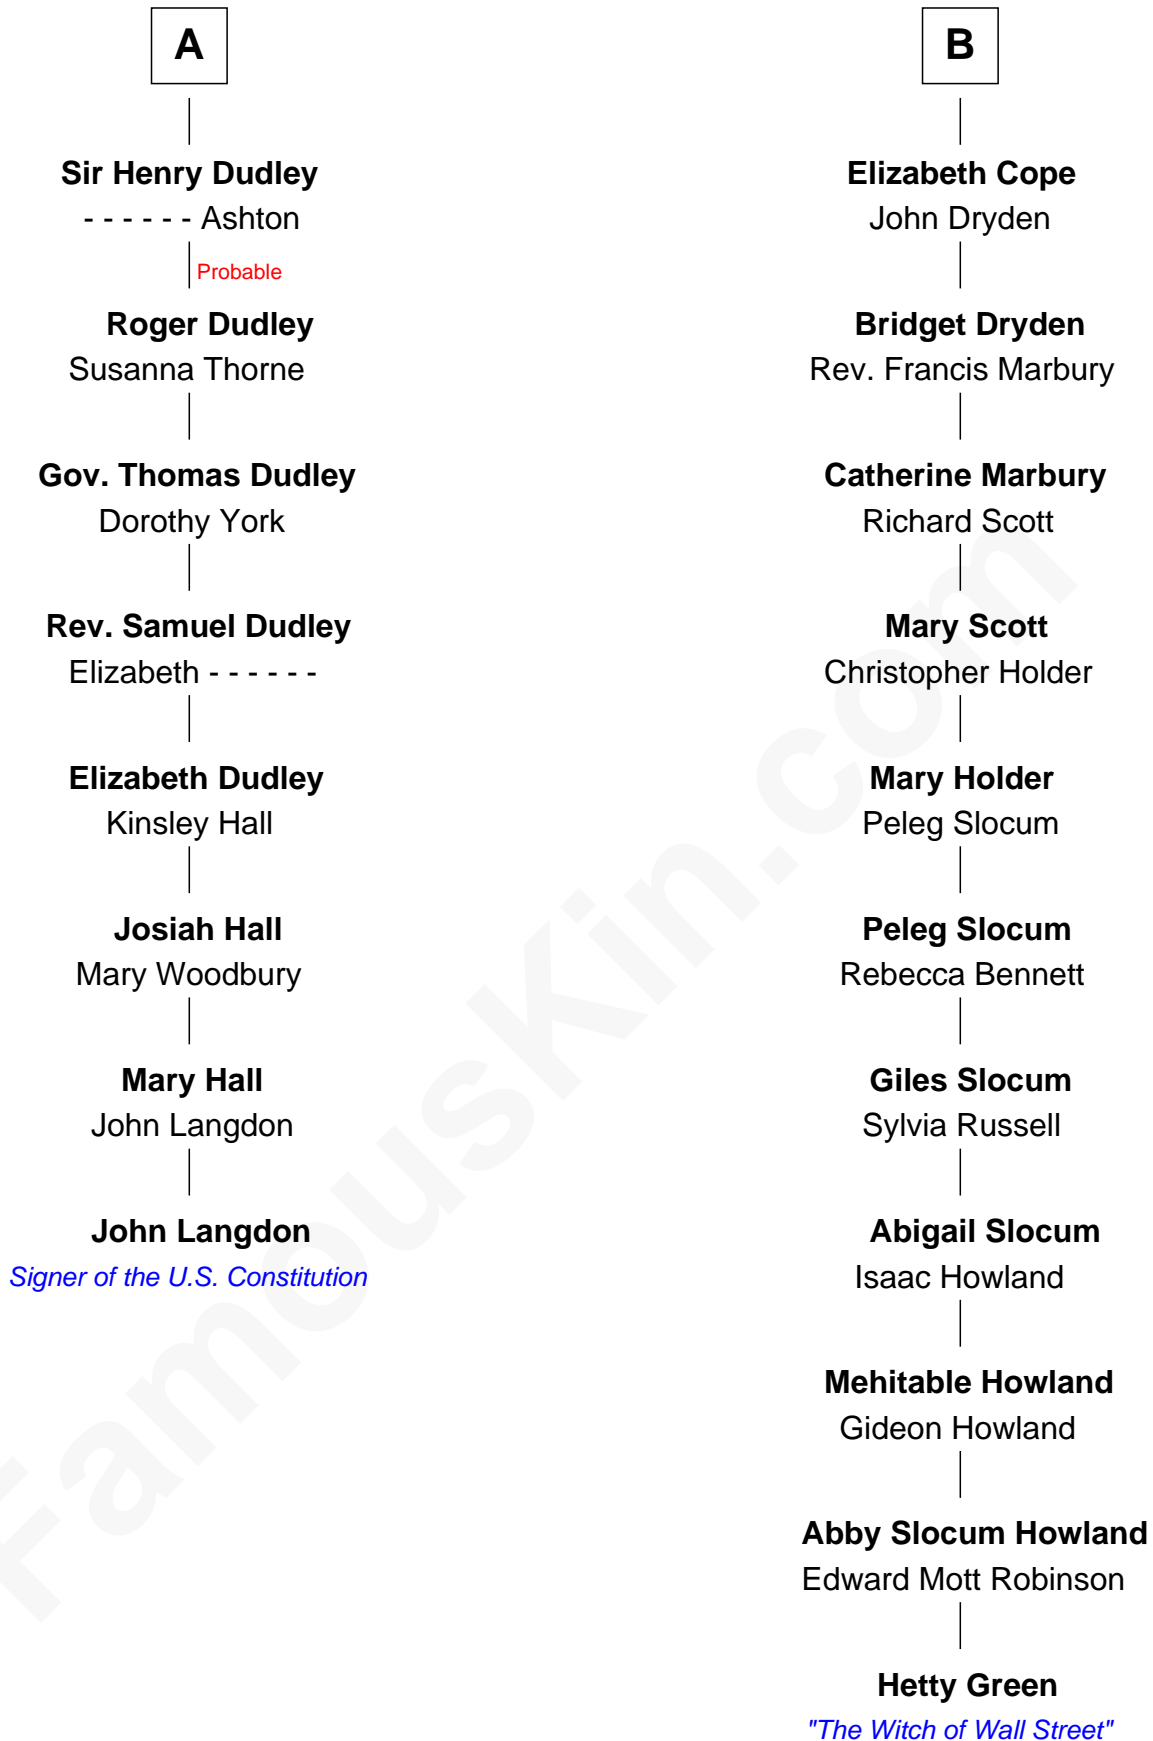 A
Sir Henry Dudley
- - - - - - Ashton
Probable
Roger Dudley
Susanna Thorne
Gov. Thomas Dudley
Dorothy York
Rev. Samuel Dudley
Elizabeth - - - - - -
Elizabeth Dudley
Kinsley Hall
Josiah Hall
Mary Woodbury
Mary Hall
John Langdon
John Langdon
Signer of the U.S. Constitution
B
Elizabeth Cope
John Dryden
Bridget Dryden
Rev. Francis Marbury
Catherine Marbury
Richard Scott
Mary Scott
Christopher Holder
Mary Holder
Peleg Slocum
Peleg Slocum
Rebecca Bennett
Giles Slocum
Sylvia Russell
Abigail Slocum
Isaac Howland
Mehitable Howland
Gideon Howland
Abby Slocum Howland
Edward Mott Robinson
Hetty Green
"The Witch of Wall Street"
FamousKin.com